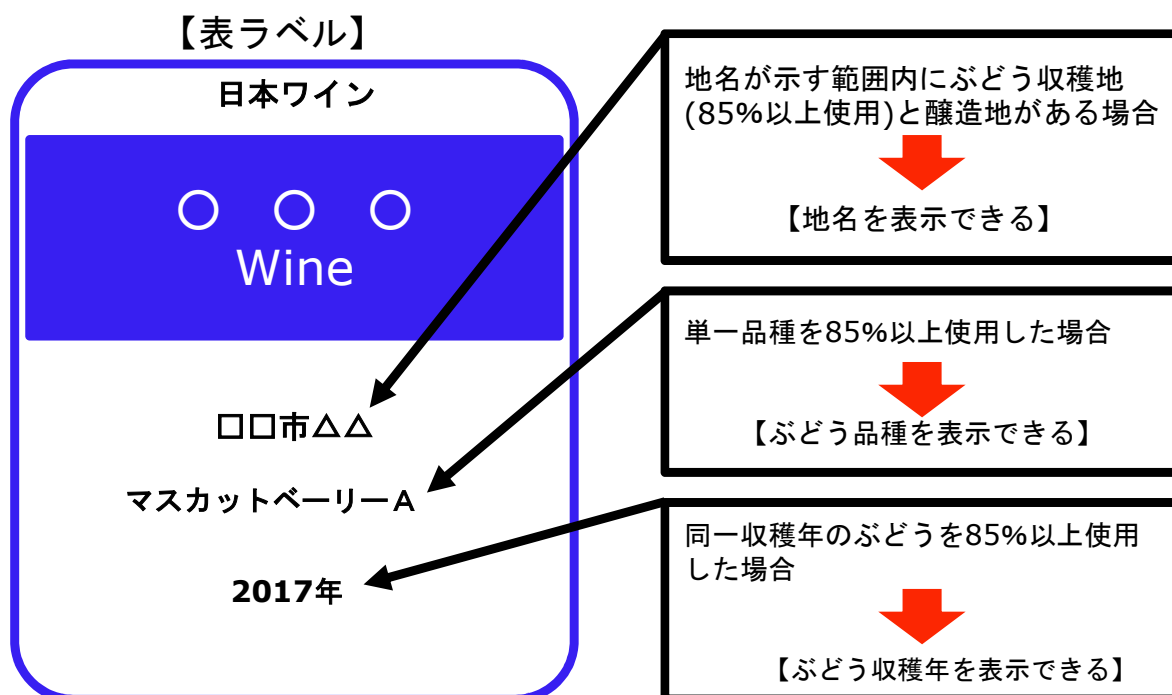 【表ラベル】
日本ワイン
○ ○ ○
Wine
□□市△△
マスカットベーリーA
2017年
地名が示す範囲内にぶどう収穫地
(85%以上使用)と醸造地がある場合
【地名を表示できる】
単一品種を85%以上使用した場合
【ぶどう品種を表示できる】
同一収穫年のぶどうを85%以上使用
した場合
【ぶどう収穫年を表示できる】